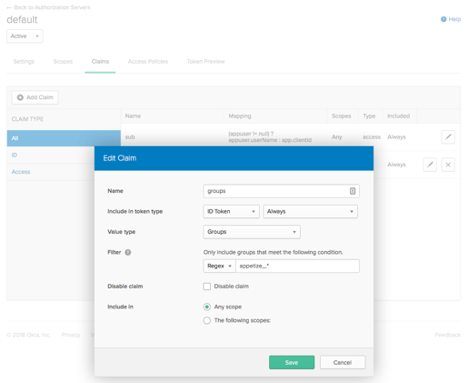 ← Back to Authorization Servers
default
Help
Active
Settings
Scopes
Claims
Access Policies
Token Preview
Add Claim
CLAIM TYPE
Name
Mapping
Scopes
Type
Included
All
sub
(appuser != null) ?
appuser.userName : app.clientId
Any
access
Always
ID
Always
Access
Edit Claim
Name
groups
Include in token type
ID Token
Always
Value type
Groups
Filter
Only include groups that meet the following condition.
Regex
appetize_.*
Disable claim
Disable claim
Include in
Any scope
The following scopes:
© 2018 Okta, Inc.
Privacy
Feedback
Save
Cancel